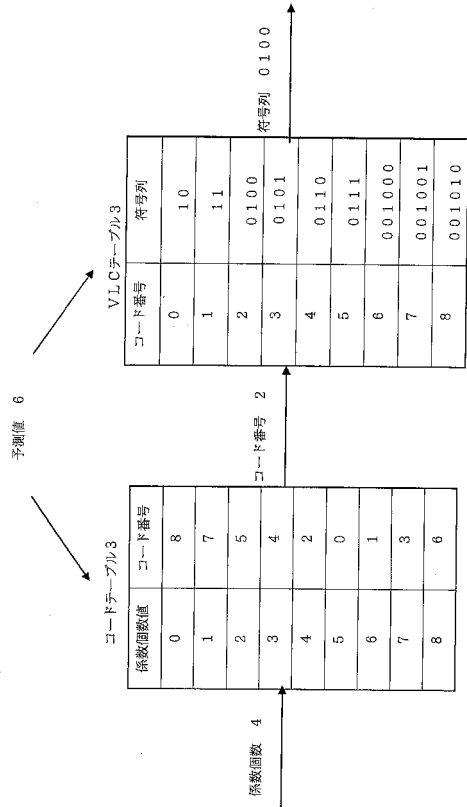 予測値 6
コードテーブル3
係数個数値 コード番号
0 8
1 7
2 5
3 4
4 2
5 0
6 1
7 3
8 6
係数個数 4
コード番号 2
VLCテーブル3
コード番号 符号列
0 10
1 11
2 0100
3 0101
4 0110
5 0111
6 001000
7 001001
8 001010
符号列 0100